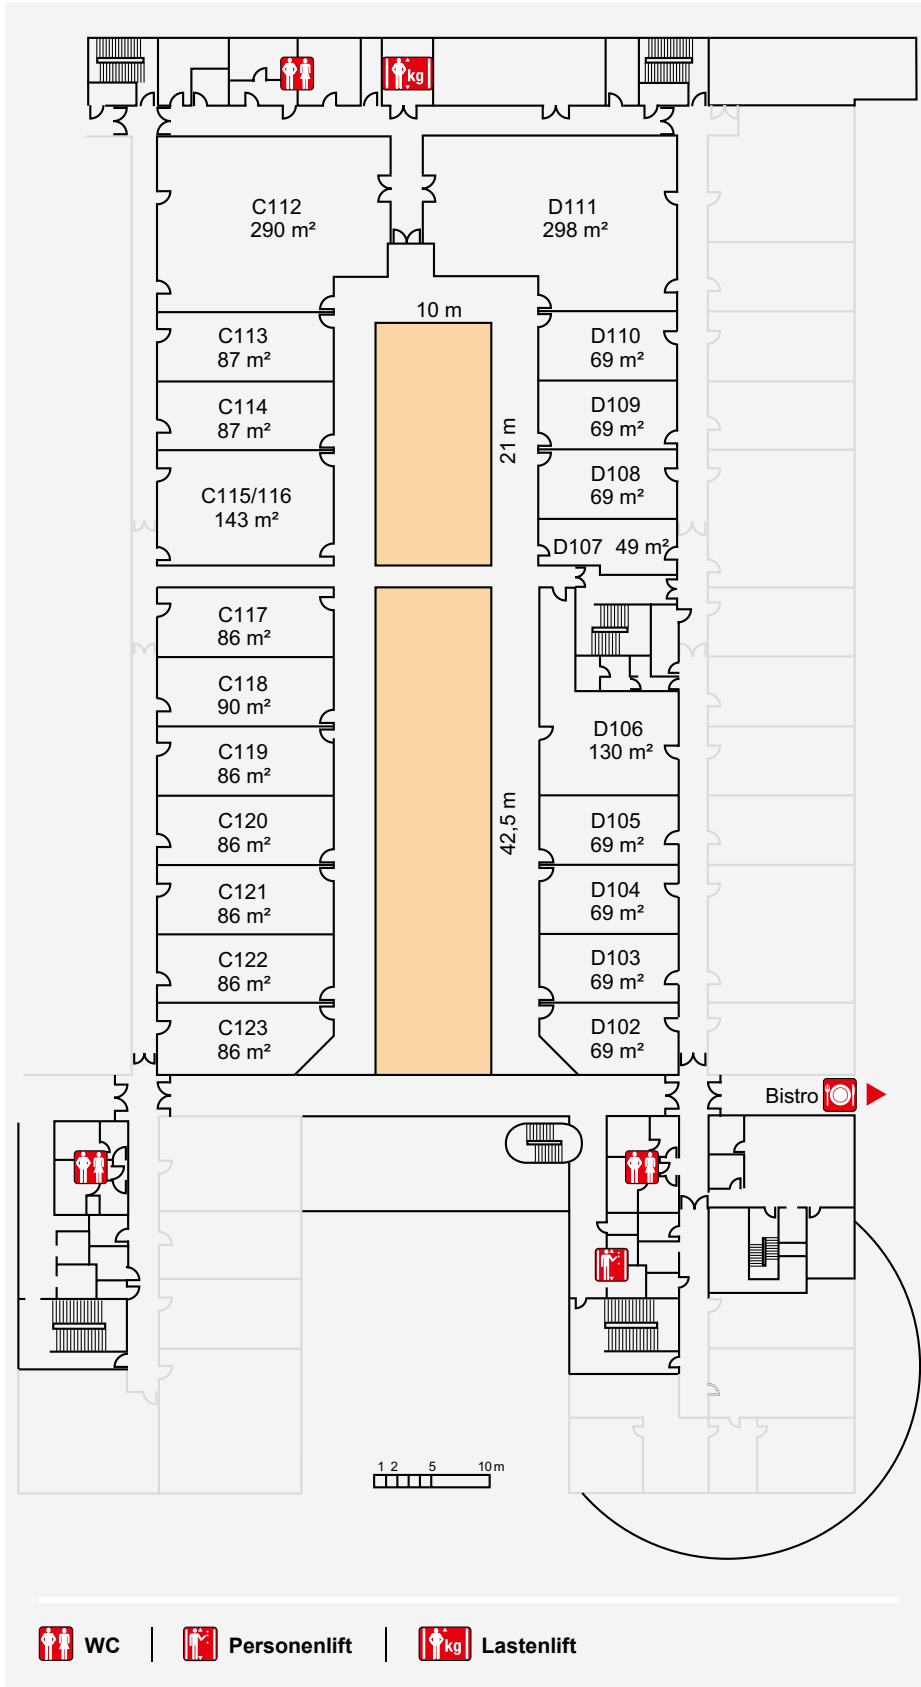 kg
C112
290 m²
D111
298 m²
10 m
C113
87 m²
D110
69 m²
C114
87 m²
D109
69 m²
21 m
C115/116
143 m²
D108
69 m²
D107 49 m²
C117
86 m²
C118
90 m²
D106
130 m²
C119
86 m²
42,5 m
C120
86 m²
D105
69 m²
C121
86 m²
D104
69 m²
C122
86 m²
D103
69 m²
C123
86 m²
D102
69 m²
Bistro
1 2 5 10 m
WC
Personenlift
kg
Lastenlift